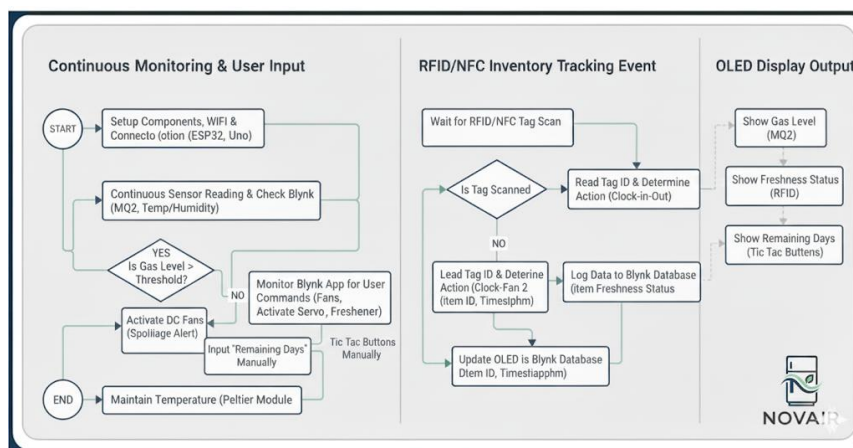 Continuous Monitoring & User Input
START
Setup Components, WIFI &
Connecto (otion (ESP32, Uno)
Continuous Sensor Reading & Check Blynk
(MQ2, Temp/Humidity)
YES
Is Gas Level >
Threshold?
NO
Monitor Blynk App for User
Commands (Fans,
Activate Servo, Freshener)
Activate DC Fans
(Spoliiage Alert)
Input "Remaining Days"
Manually
Tic Tac Buttons
Manually
END
Maintain Temperature (Peltier Module
RFID/NFC Inventory Tracking Event
Wait for RFID/NFC Tag Scan
Is Tag Scanned
Read Tag ID & Determine
Action (Clock-in-Out)
NO
Lead Tag ID & Deterine
Action (Clock-Fan 2
(item ID, Timeslphm)
Log Data to Blynk Database
(item Freshness Status
Update OLED is Blynk Database
Dtem ID, Timestiapphm)
OLED Display Output
Show Gas Level
(MQ2)
Show Freshness Status
(RFID)
Show Remaining Days
(Tic Tac Buttens)
NOVAIR